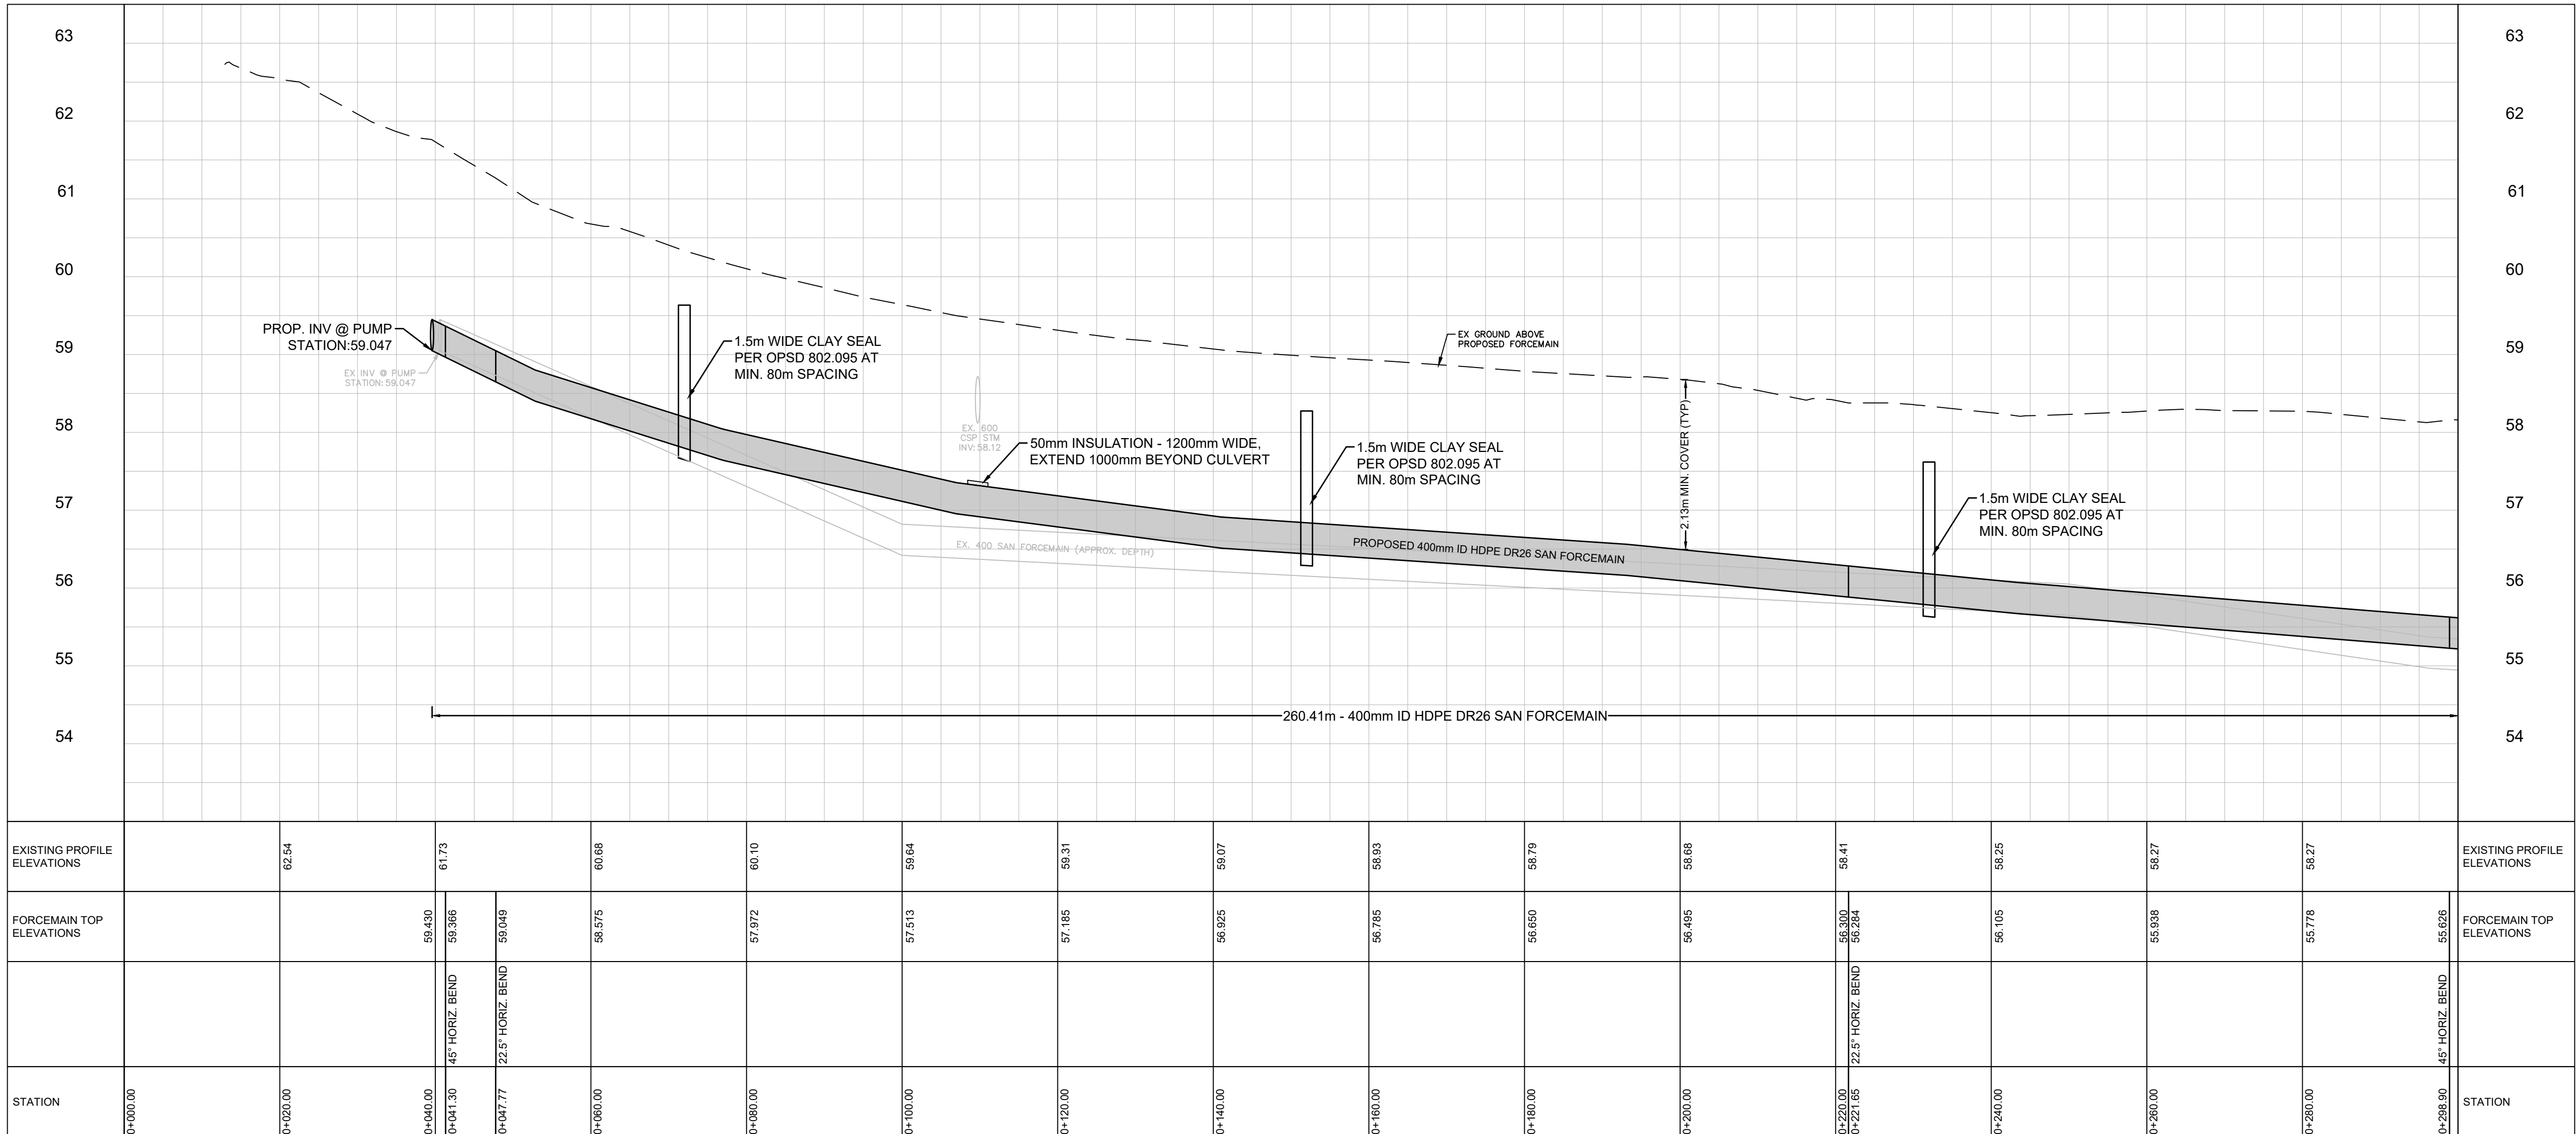 63
62
61
60
59
58
57
56
55
54
63
62
61
60
59
58
57
56
55
54
PROP. INV @ PUMP
STATION:59.047
EX INV @ PUMP
STATION: 59.047
1.5m WIDE CLAY SEAL
PER OPSD 802.095 AT
MIN. 80m SPACING
EX. 600
CSP STM
INV: 58.12
50mm INSULATION - 1200mm WIDE,
EXTEND 1000mm BEYOND CULVERT
EX. 400 SAN FORCEMAIN (APPROX. DEPTH)
1.5m WIDE CLAY SEAL
PER OPSD 802.095 AT
MIN. 80m SPACING
EX GROUND ABOVE
PROPOSED FORCEMAIN
PROPOSED 400mm ID HDPE DR26 SAN FORCEMAIN
2.13m MIN. COVER (TYP)
1.5m WIDE CLAY SEAL
PER OPSD 802.095 AT
MIN. 80m SPACING
260.41m - 400mm ID HDPE DR26 SAN FORCEMAIN
EXISTING PROFILE
ELEVATIONS
62.54
61.73
60.68
60.10
59.64
59.31
59.07
58.93
58.79
58.68
58.41
58.25
58.27
58.27
EXISTING PROFILE
ELEVATIONS
FORCEMAIN TOP
ELEVATIONS
59.430
59.366
59.049
58.575
57.972
57.513
57.185
56.925
56.785
56.650
56.495
56.300
56.284
56.105
55.938
55.778
55.626
FORCEMAIN TOP
ELEVATIONS
45° HORIZ. BEND
22.5° HORIZ. BEND
22.5° HORIZ. BEND
45° HORIZ. BEND
STATION
0+000.00
0+020.00
0+040.00
0+041.30
0+047.77
0+060.00
0+080.00
0+100.00
0+120.00
0+140.00
0+160.00
0+180.00
0+200.00
0+220.00
0+221.65
0+240.00
0+260.00
0+280.00
0+298.90
STATION